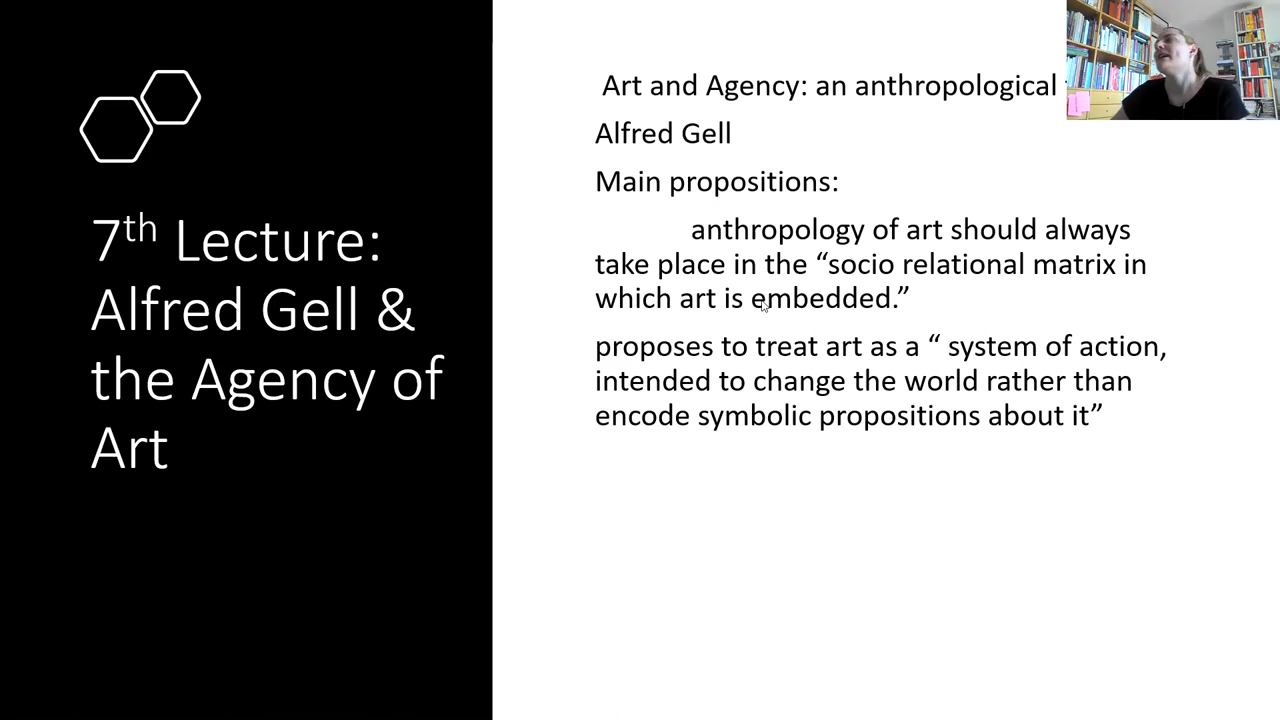 7th Lecture:
Alfred Gell &
the Agency of
Art
Art and Agency: an anthropological
Alfred Gell
Main propositions:
anthropology of art should always
take place in the “socio relational matrix in
which art is embedded.”
proposes to treat art as a “ system of action,
intended to change the world rather than
encode symbolic propositions about it”